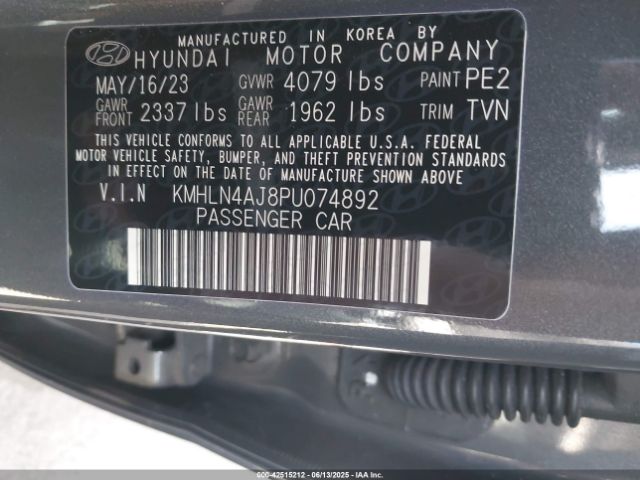 MANUFACTURED IN KOREA BY
HYUNDAI MOTOR COMPANY
MAY/16/23 GVWR 4079 lbs PAINT PE2
GAWR FRONT 2337 lbs GAWR REAR 1962 lbs TRIM TVN
THIS VEHICLE CONFORMS TO ALL APPLICABLE U.S.A. FEDERAL
MOTOR VEHICLE SAFETY, BUMPER, AND THEFT PREVENTION STANDARDS
IN EFFECT ON THE DATE OF MANUFACTURE SHOWN ABOVE
V.I.N KMHLN4AJ8PU074892
PASSENGER CAR
000-42515212 - 06/13/2025 - IAAI.COM